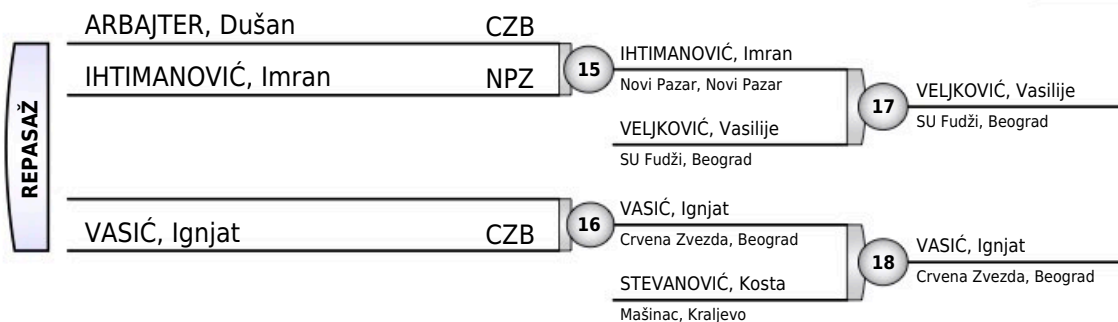 REPASAŽ
ARBAJTER, Dušan CZB
IHTIMANOVIĆ, Imran NPZ
15
IHTIMANOVIĆ, Imran
Novi Pazar, Novi Pazar
VELJKOVIĆ, Vasilije
SU Fudži, Beograd
17
VELJKOVIĆ, Vasilije
SU Fudži, Beograd
VASIĆ, Ignjat CZB
16
VASIĆ, Ignjat
Crvena Zvezda, Beograd
STEVANOVIĆ, Kosta
Mašinac, Kraljevo
18
VASIĆ, Ignjat
Crvena Zvezda, Beograd